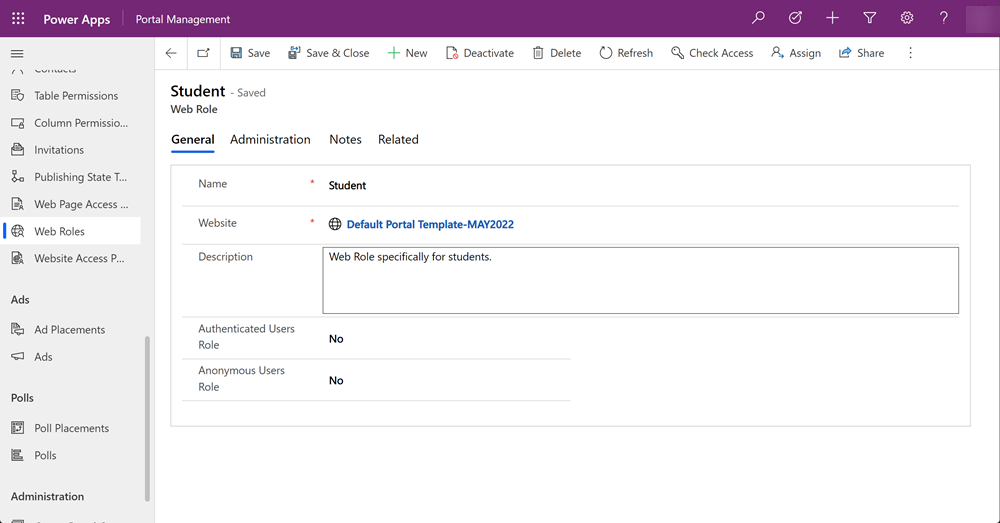 Power Apps Portal Management
Save Save & Close New Deactivate Delete Refresh Check Access Assign Share
Contacts
Table Permissions
Column Permissio...
Invitations
Publishing State T...
Web Page Access ...
Web Roles
Website Access P...
Ads
Ad Placements
Ads
Polls
Poll Placements
Polls
Administration
Student - Saved
Web Role
General Administration Notes Related
Name * Student
Website * Default Portal Template-MAY2022
Description Web Role specifically for students.
Authenticated Users
Role
No
Anonymous Users
Role
No